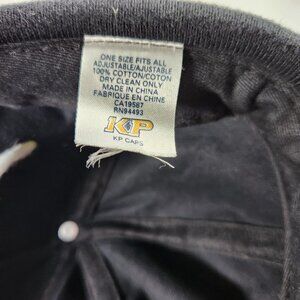 ONE SIZE FITS ALL
ADJUSTABLE/AJUSTABLE
100% COTTON/COTON
DRY CLEAN ONLY
MADE IN CHINA
FABRIQUE EN CHINE
CA19587
RN94493
KP
KP CAPS